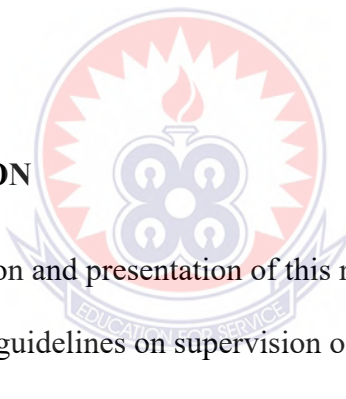 ON
on and presentation of this r
guidelines on supervision o
EDUCATION FOR SERVICE